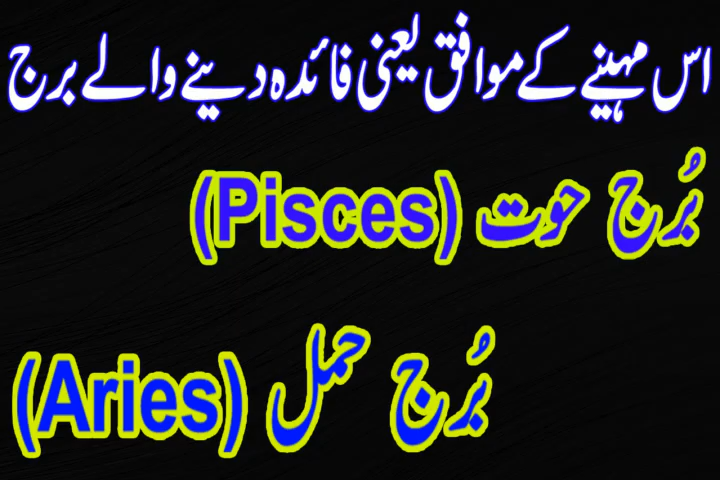 اس مہینے کے موافق یعنی فائدہ دینے والے برج
بُرج حوت (Pisces)
بُرج حمل (Aries)